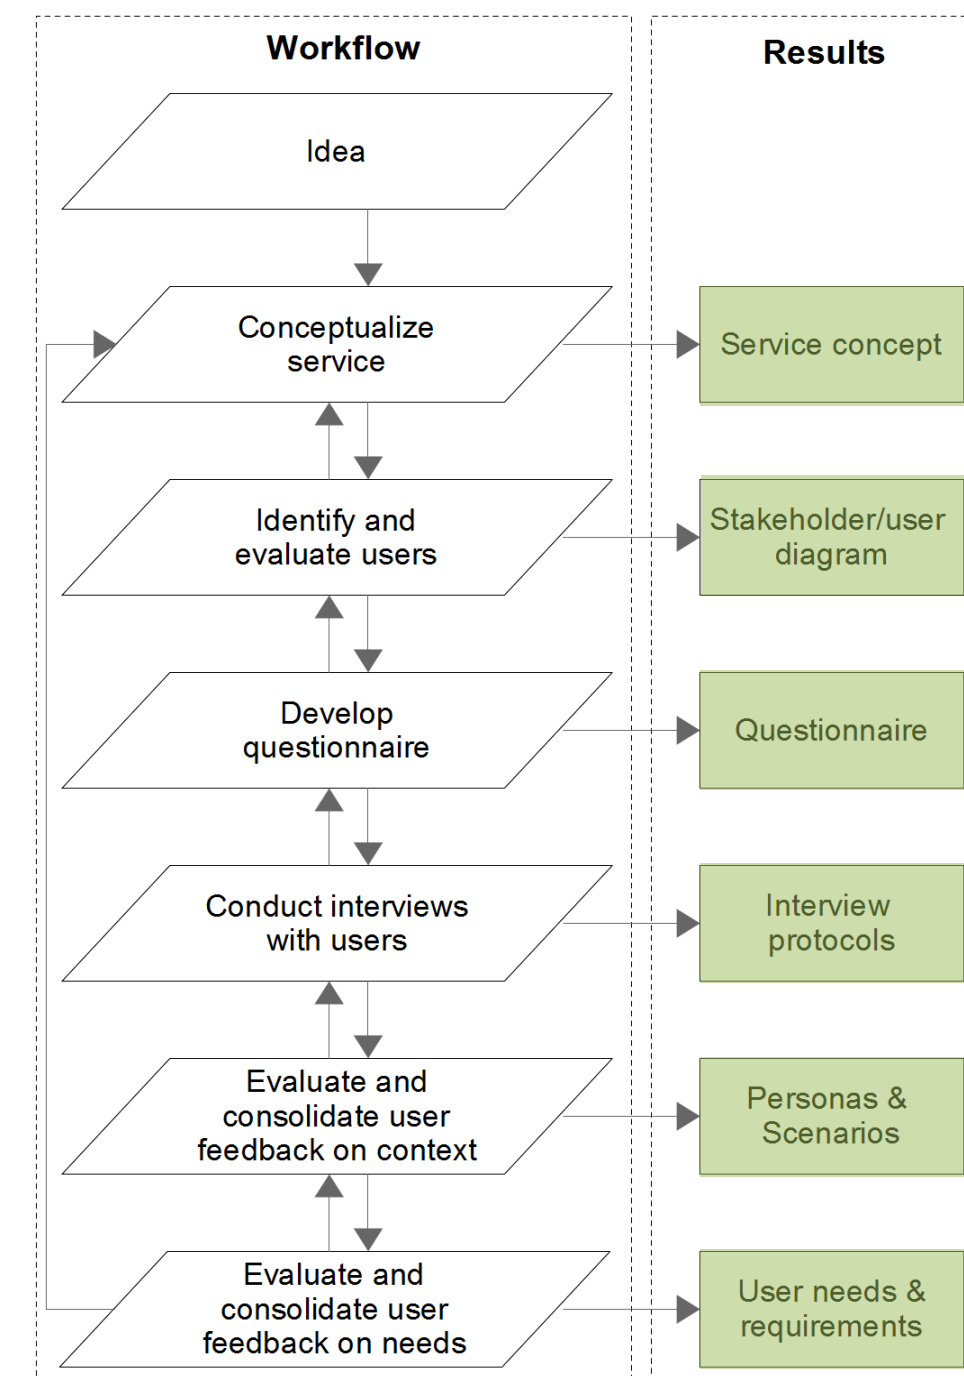 Workflow
Results
Idea
Conceptualize
service
Service concept
Identify and
evaluate users
Stakeholder/user
diagram
Develop
questionnaire
Questionnaire
Conduct interviews
with users
Interview
protocols
Evaluate and
consolidate user
feedback on context
Personas &
Scenarios
Evaluate and
consolidate user
feedback on needs
User needs &
requirements